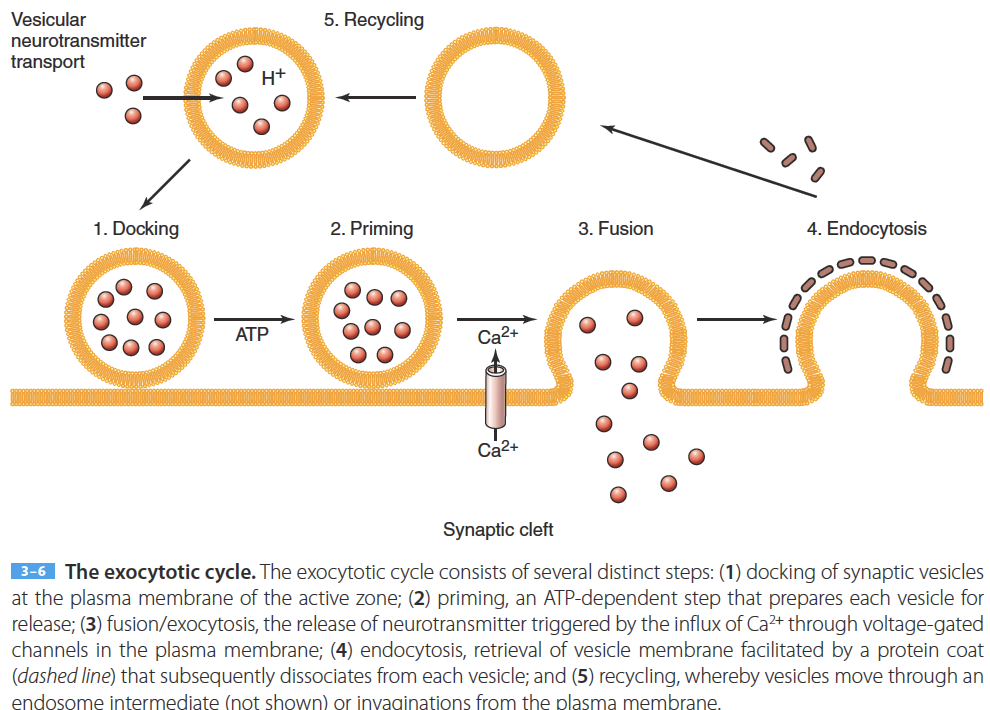 Vesicular
neurotransmitter
transport
5. Recycling
H+
1. Docking
2. Priming
3. Fusion
4. Endocytosis
ATP
Ca2+
Ca2+
Synaptic cleft
3–6 The exocytotic cycle. The exocytotic cycle consists of several distinct steps: (1) docking of synaptic vesicles
at the plasma membrane of the active zone; (2) priming, an ATP-dependent step that prepares each vesicle for
release; (3) fusion/exocytosis, the release of neurotransmitter triggered by the influx of Ca2+ through voltage-gated
channels in the plasma membrane; (4) endocytosis, retrieval of vesicle membrane facilitated by a protein coat
(dashed line) that subsequently dissociates from each vesicle; and (5) recycling, whereby vesicles move through an
endosome intermediate (not shown) or invaginations from the plasma membrane.